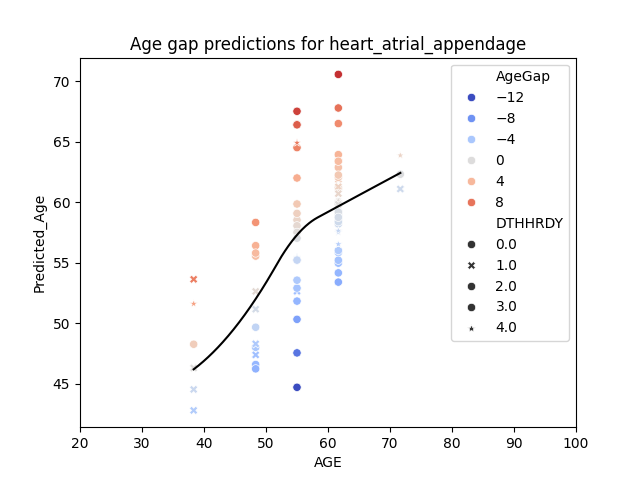 Age gap predictions for heart_atrial_appendage
Predicted_Age
70
65
60
55
50
45
20 30 40 50 60 70 80 90 100
AGE
AgeGap
−12
−8
−4
0
4
8
DTHHRDY
0.0
1.0
2.0
3.0
4.0